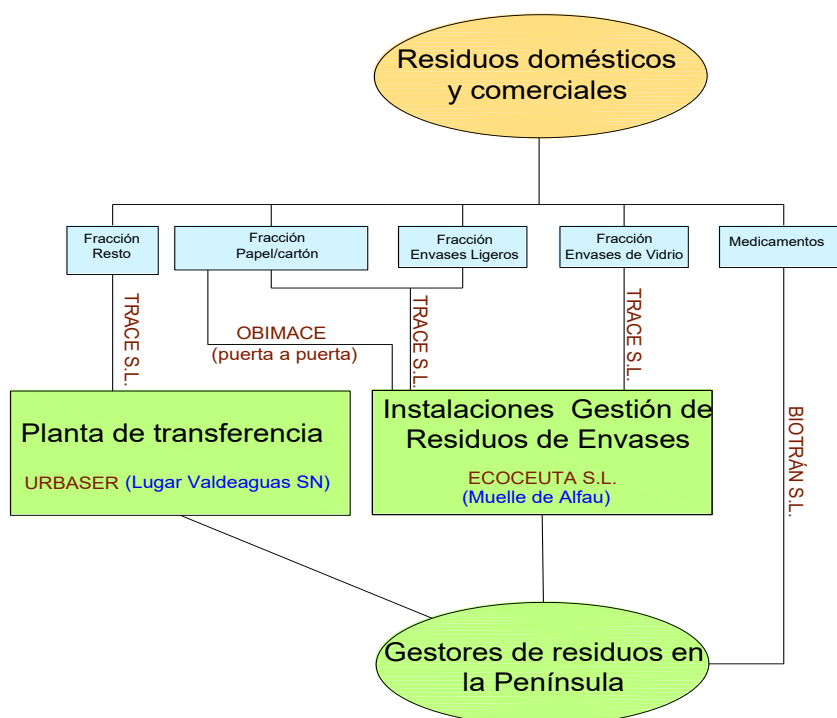 Residuos domésticos
y comerciales
Fracción
Resto
Fracción
Papel/cartón
Fracción
Envases Ligeros
Fracción
Envases de Vidrio
Medicamentos
TRACE S.L.
OBIMACE
(puerta a puerta)
TRACE S.L.
TRACE S.L.
BIOTRÁN S.L.
Planta de transferencia
URBASER (Lugar Valdeaguas SN)
Instalaciones Gestión de
Residuos de Envases
ECOCEUTA S.L.
(Muelle de Alfau)
Gestores de residuos en
la Península